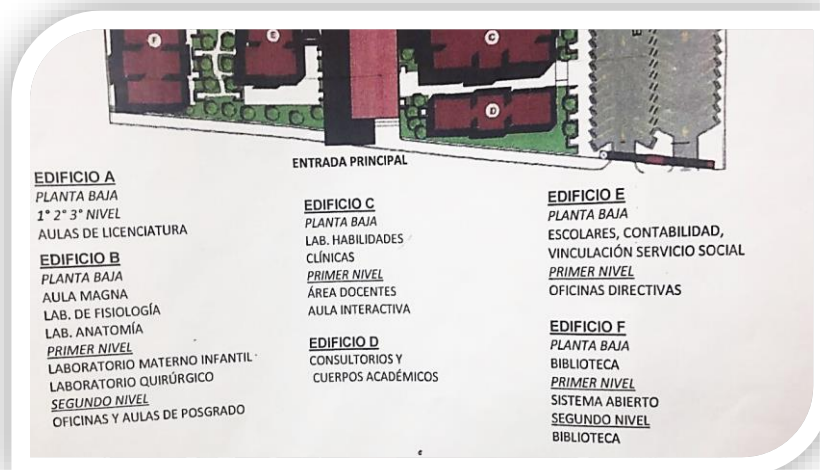 F
E
C
D
E
ENTRADA PRINCIPAL
EDIFICIO A
PLANTA BAJA
1° 2° 3° NIVEL
AULAS DE LICENCIATURA
EDIFICIO B
PLANTA BAJA
AULA MAGNA
LAB. DE FISIOLOGÍA
LAB. ANATOMÍA
PRIMER NIVEL
LABORATORIO MATERNO INFANTIL
LABORATORIO QUIRÚRGICO
SEGUNDO NIVEL
OFICINAS Y AULAS DE POSGRADO
EDIFICIO C
PLANTA BAJA
LAB. HABILIDADES
CLÍNICAS
PRIMER NIVEL
ÁREA DOCENTES
AULA INTERACTIVA
EDIFICIO D
CONSULTORIOS Y
CUERPOS ACADÉMICOS
EDIFICIO E
PLANTA BAJA
ESCOLARES, CONTABILIDAD,
VINCULACIÓN SERVICIO SOCIAL
PRIMER NIVEL
OFICINAS DIRECTIVAS
EDIFICIO F
PLANTA BAJA
BIBLIOTECA
PRIMER NIVEL
SISTEMA ABIERTO
SEGUNDO NIVEL
BIBLIOTECA